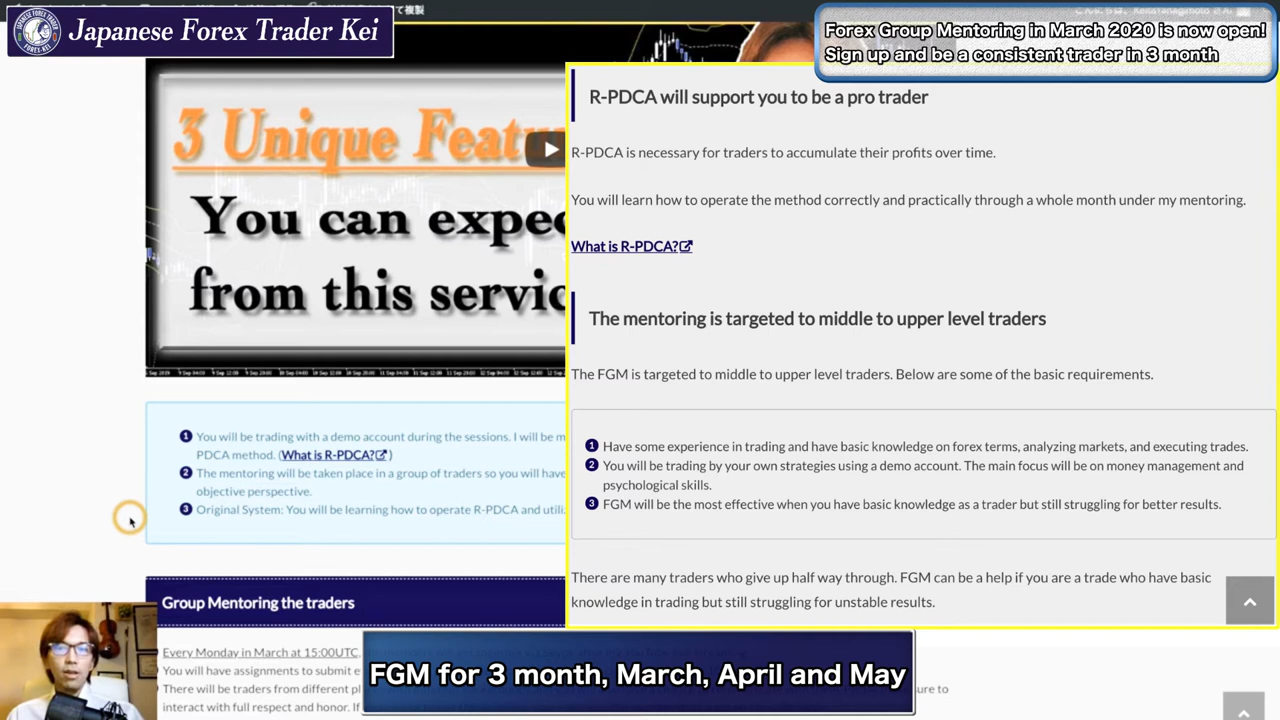 て複製
Japanese Forex Trader Kei
Forex Group Mentoring in March 2020 is now open!
Sign up and be a consistent trader in 3 month
3 Unique Featu
You can expec
from this servic
R-PDCA will support you to be a pro trader
R-PDCA is necessary for traders to accumulate their profits over time.
You will learn how to operate the method correctly and practically through a whole month under my mentoring.
What is R-PDCA?
The mentoring is targeted to middle to upper level traders
The FGM is targeted to middle to upper level traders. Below are some of the basic requirements.
1 Have some experience in trading and have basic knowledge on forex terms, analyzing markets, and executing trades.
2 You will be trading by your own strategies using a demo account. The main focus will be on money management and
psychological skills.
3 FGM will be the most effective when you have basic knowledge as a trader but still struggling for better results.
There are many traders who give up half way through. FGM can be a help if you are a trade who have basic
knowledge in trading but still struggling for unstable results.
1 You will be trading with a demo account during the sessions. I will be m
PDCA method. (What is R-PDCA?)
2 The mentoring will be taken place in a group of traders so you will have
objective perspective.
3 Original System: You will be learning how to operate R-PDCA and utili
Group Mentoring the traders
Every Monday in March at 15:00UTC,
You will have assignments to submit e
There will be traders from different pl
ure to
interact with full respect and honor. If
FGM for 3 month, March, April and May